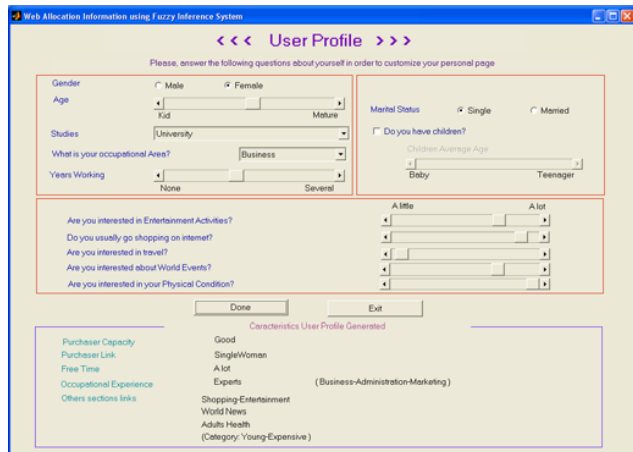 Web Allocation Information using Fuzzy Inference System
< < < User Profile > > >
Please, answer the following questions about yourself in order to customize your personal page
Gender
Male
Female
Age
Kid
Mature
Studies
University
What is your occupational Area?
Business
Years Working
None
Several
Marital Status
Single
Married
Do you have children?
Children Average Age
Baby
Teenager
A little
A lot
Are you interested in Entertainment Activities?
Do you usually go shopping on internet?
Are you interested in travel?
Are you interested about World Events?
Are you interested in your Physical Condition?
Done
Exit
Caracteristics User Profile Generated
Purchaser Capacity
Good
Purchaser Link
SingleWoman
Free Time
A lot
Occupational Experience
Experts
( Business-Administration-Marketing )
Others sections links
Shopping-Entertainment
World News
Adults Health
(Category: Young-Expensive )